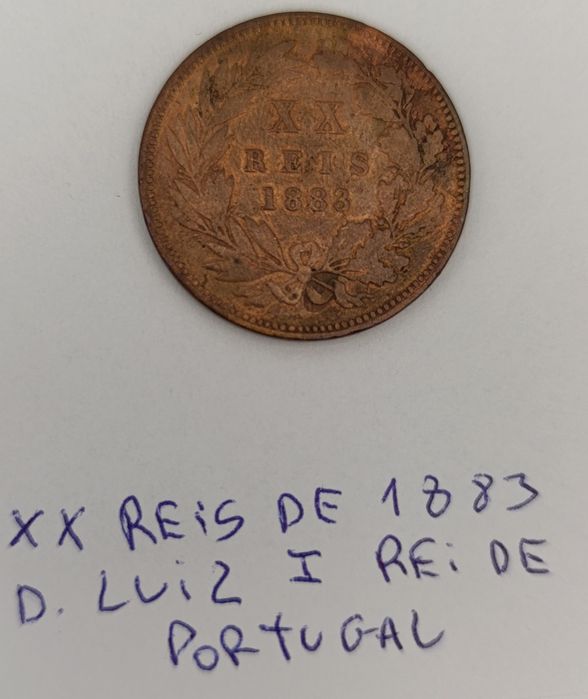 XX
REIS
1883
XX REiS DE 1883
D. LUiZ I REi DE
PORTUGAL